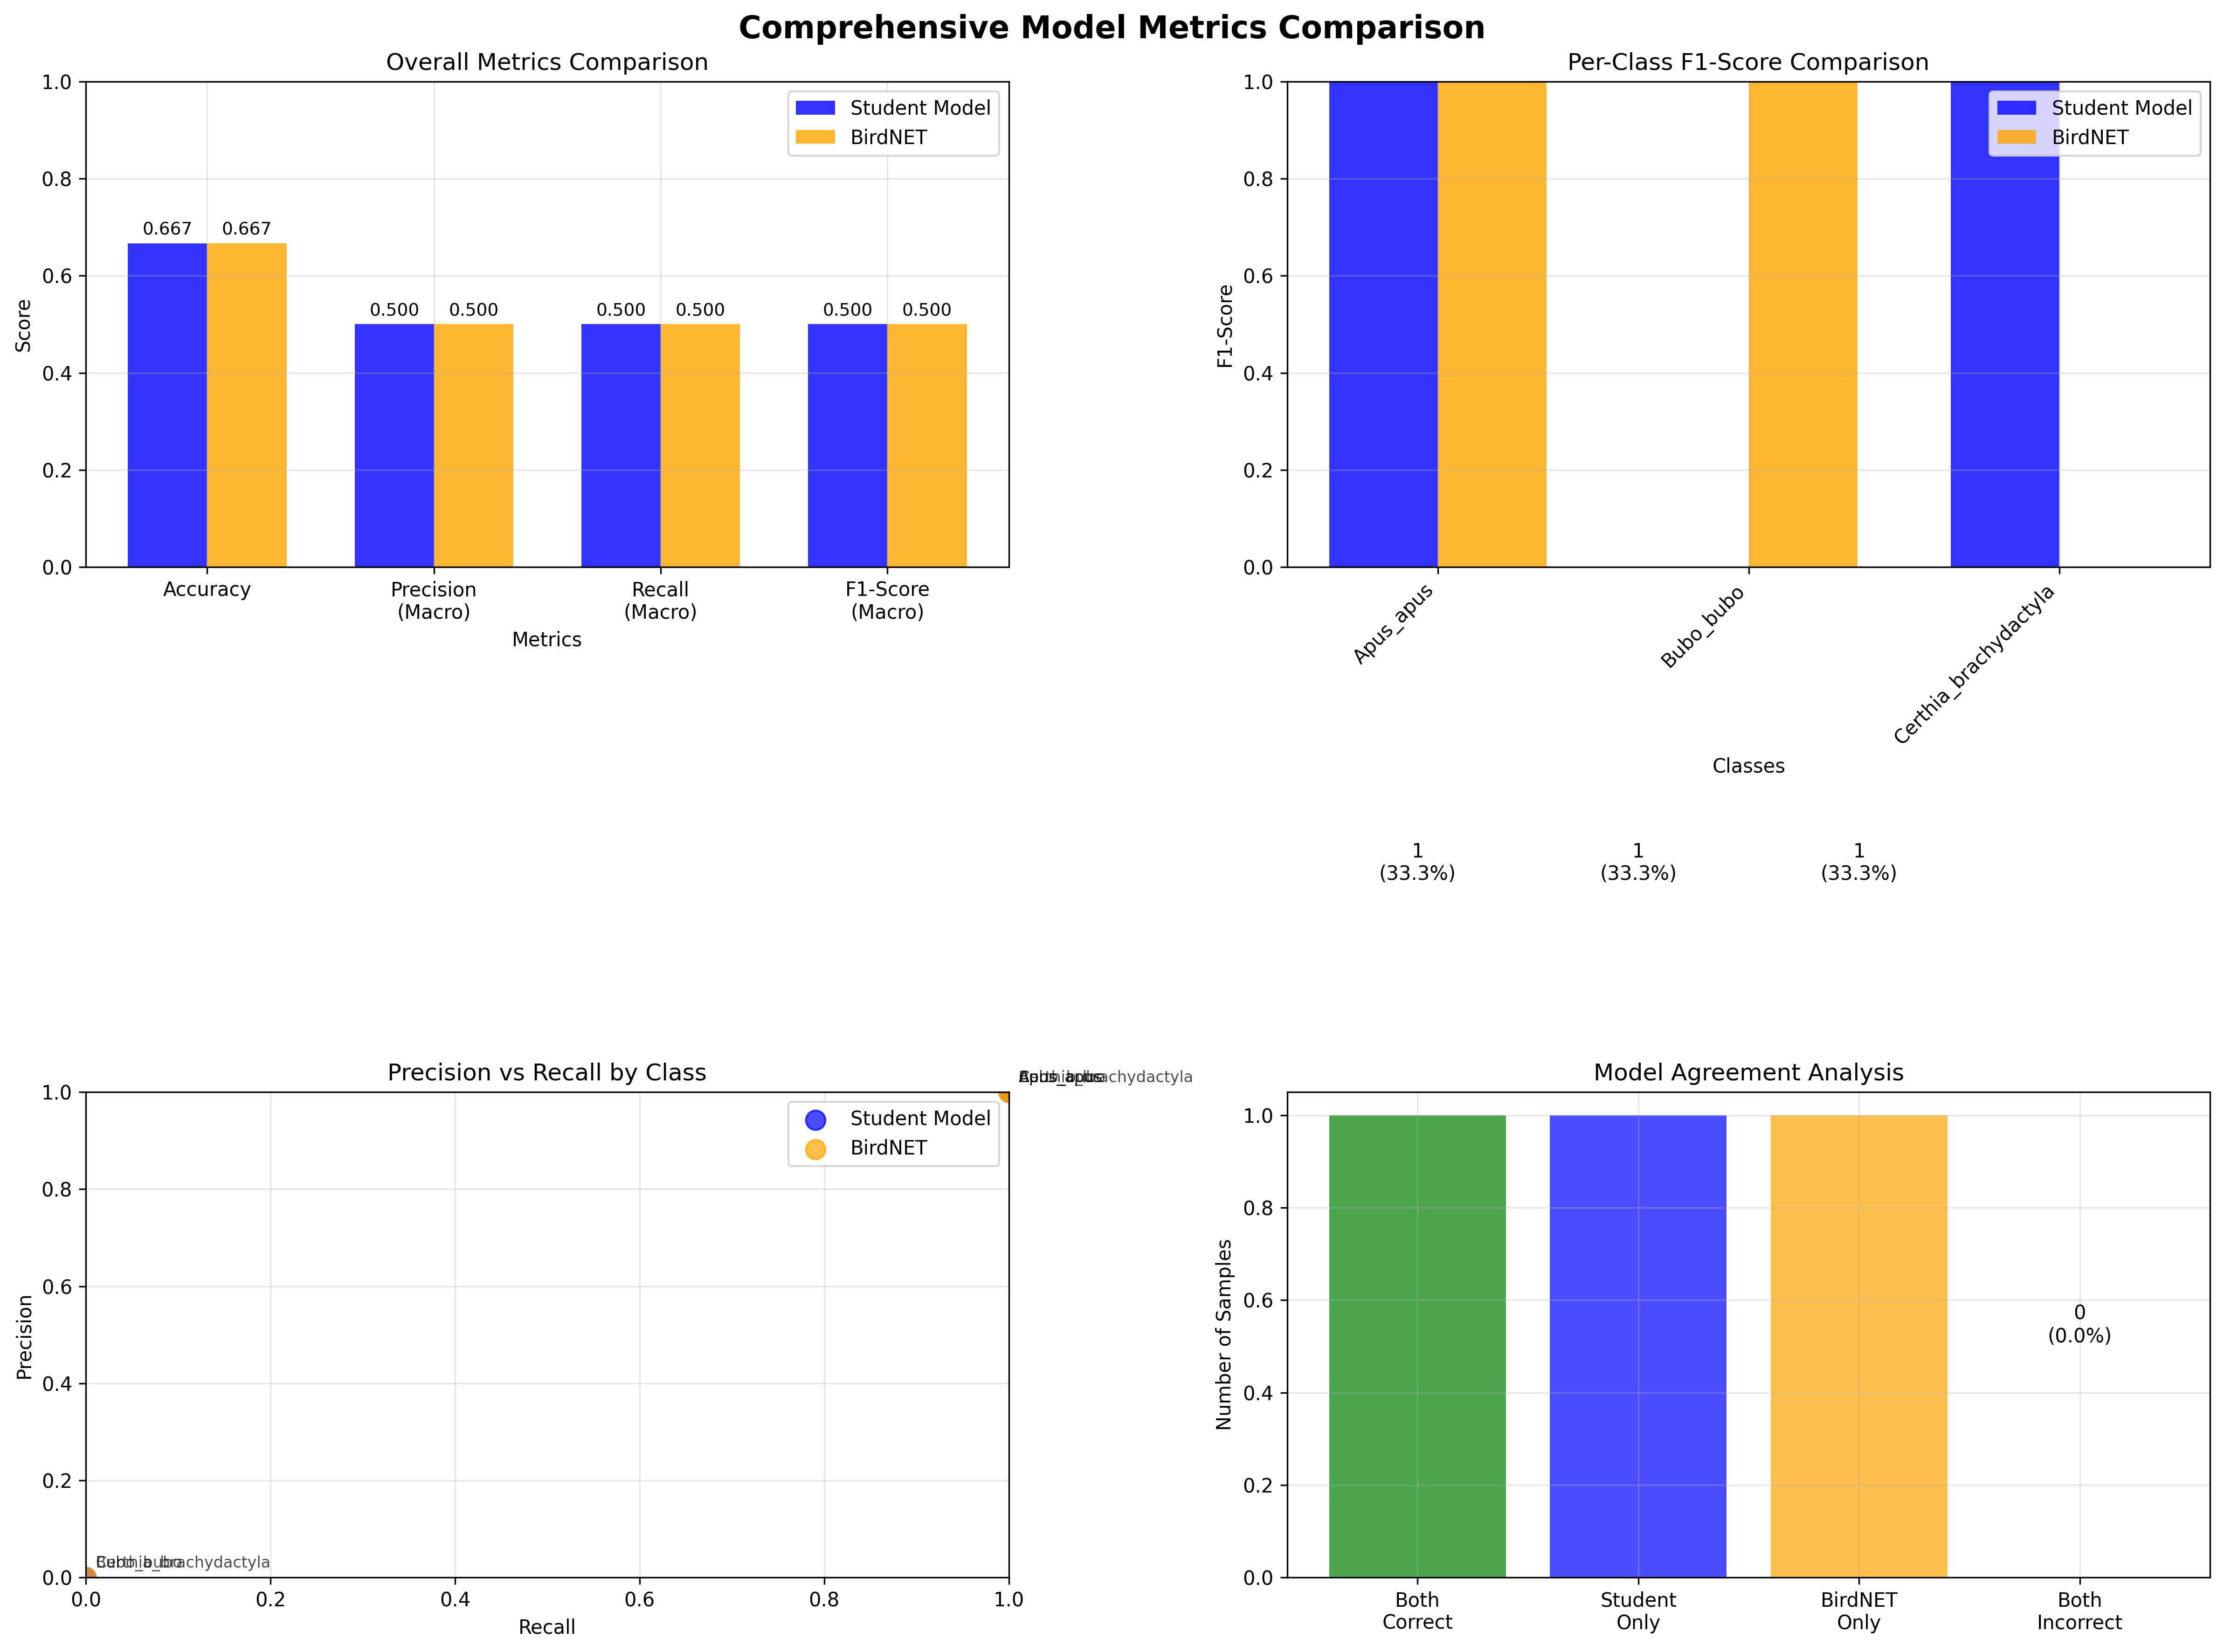 Comprehensive Model Metrics Comparison
Overall Metrics Comparison
Score
1.0
0.8
0.6
0.4
0.2
0.0
Student Model
BirdNET
0.667 0.667
0.500 0.500
0.500 0.500
0.500 0.500
Accuracy
Precision
(Macro)
Recall
(Macro)
F1-Score
(Macro)
Metrics
Per-Class F1-Score Comparison
F1-Score
1.0
0.8
0.6
0.4
0.2
0.0
Student Model
BirdNET
Apus_apus
Bubo_bubo
Certhia_brachydactyla
Classes
1
(33.3%)
1
(33.3%)
1
(33.3%)
Precision vs Recall by Class
Precision
1.0
0.8
0.6
0.4
0.2
0.0
Student Model
BirdNET
0.0 0.2 0.4 0.6 0.8 1.0
Recall
Model Agreement Analysis
Number of Samples
1.0
0.8
0.6
0.4
0.2
0.0
0
(0.0%)
Both
Correct
Student
Only
BirdNET
Only
Both
Incorrect